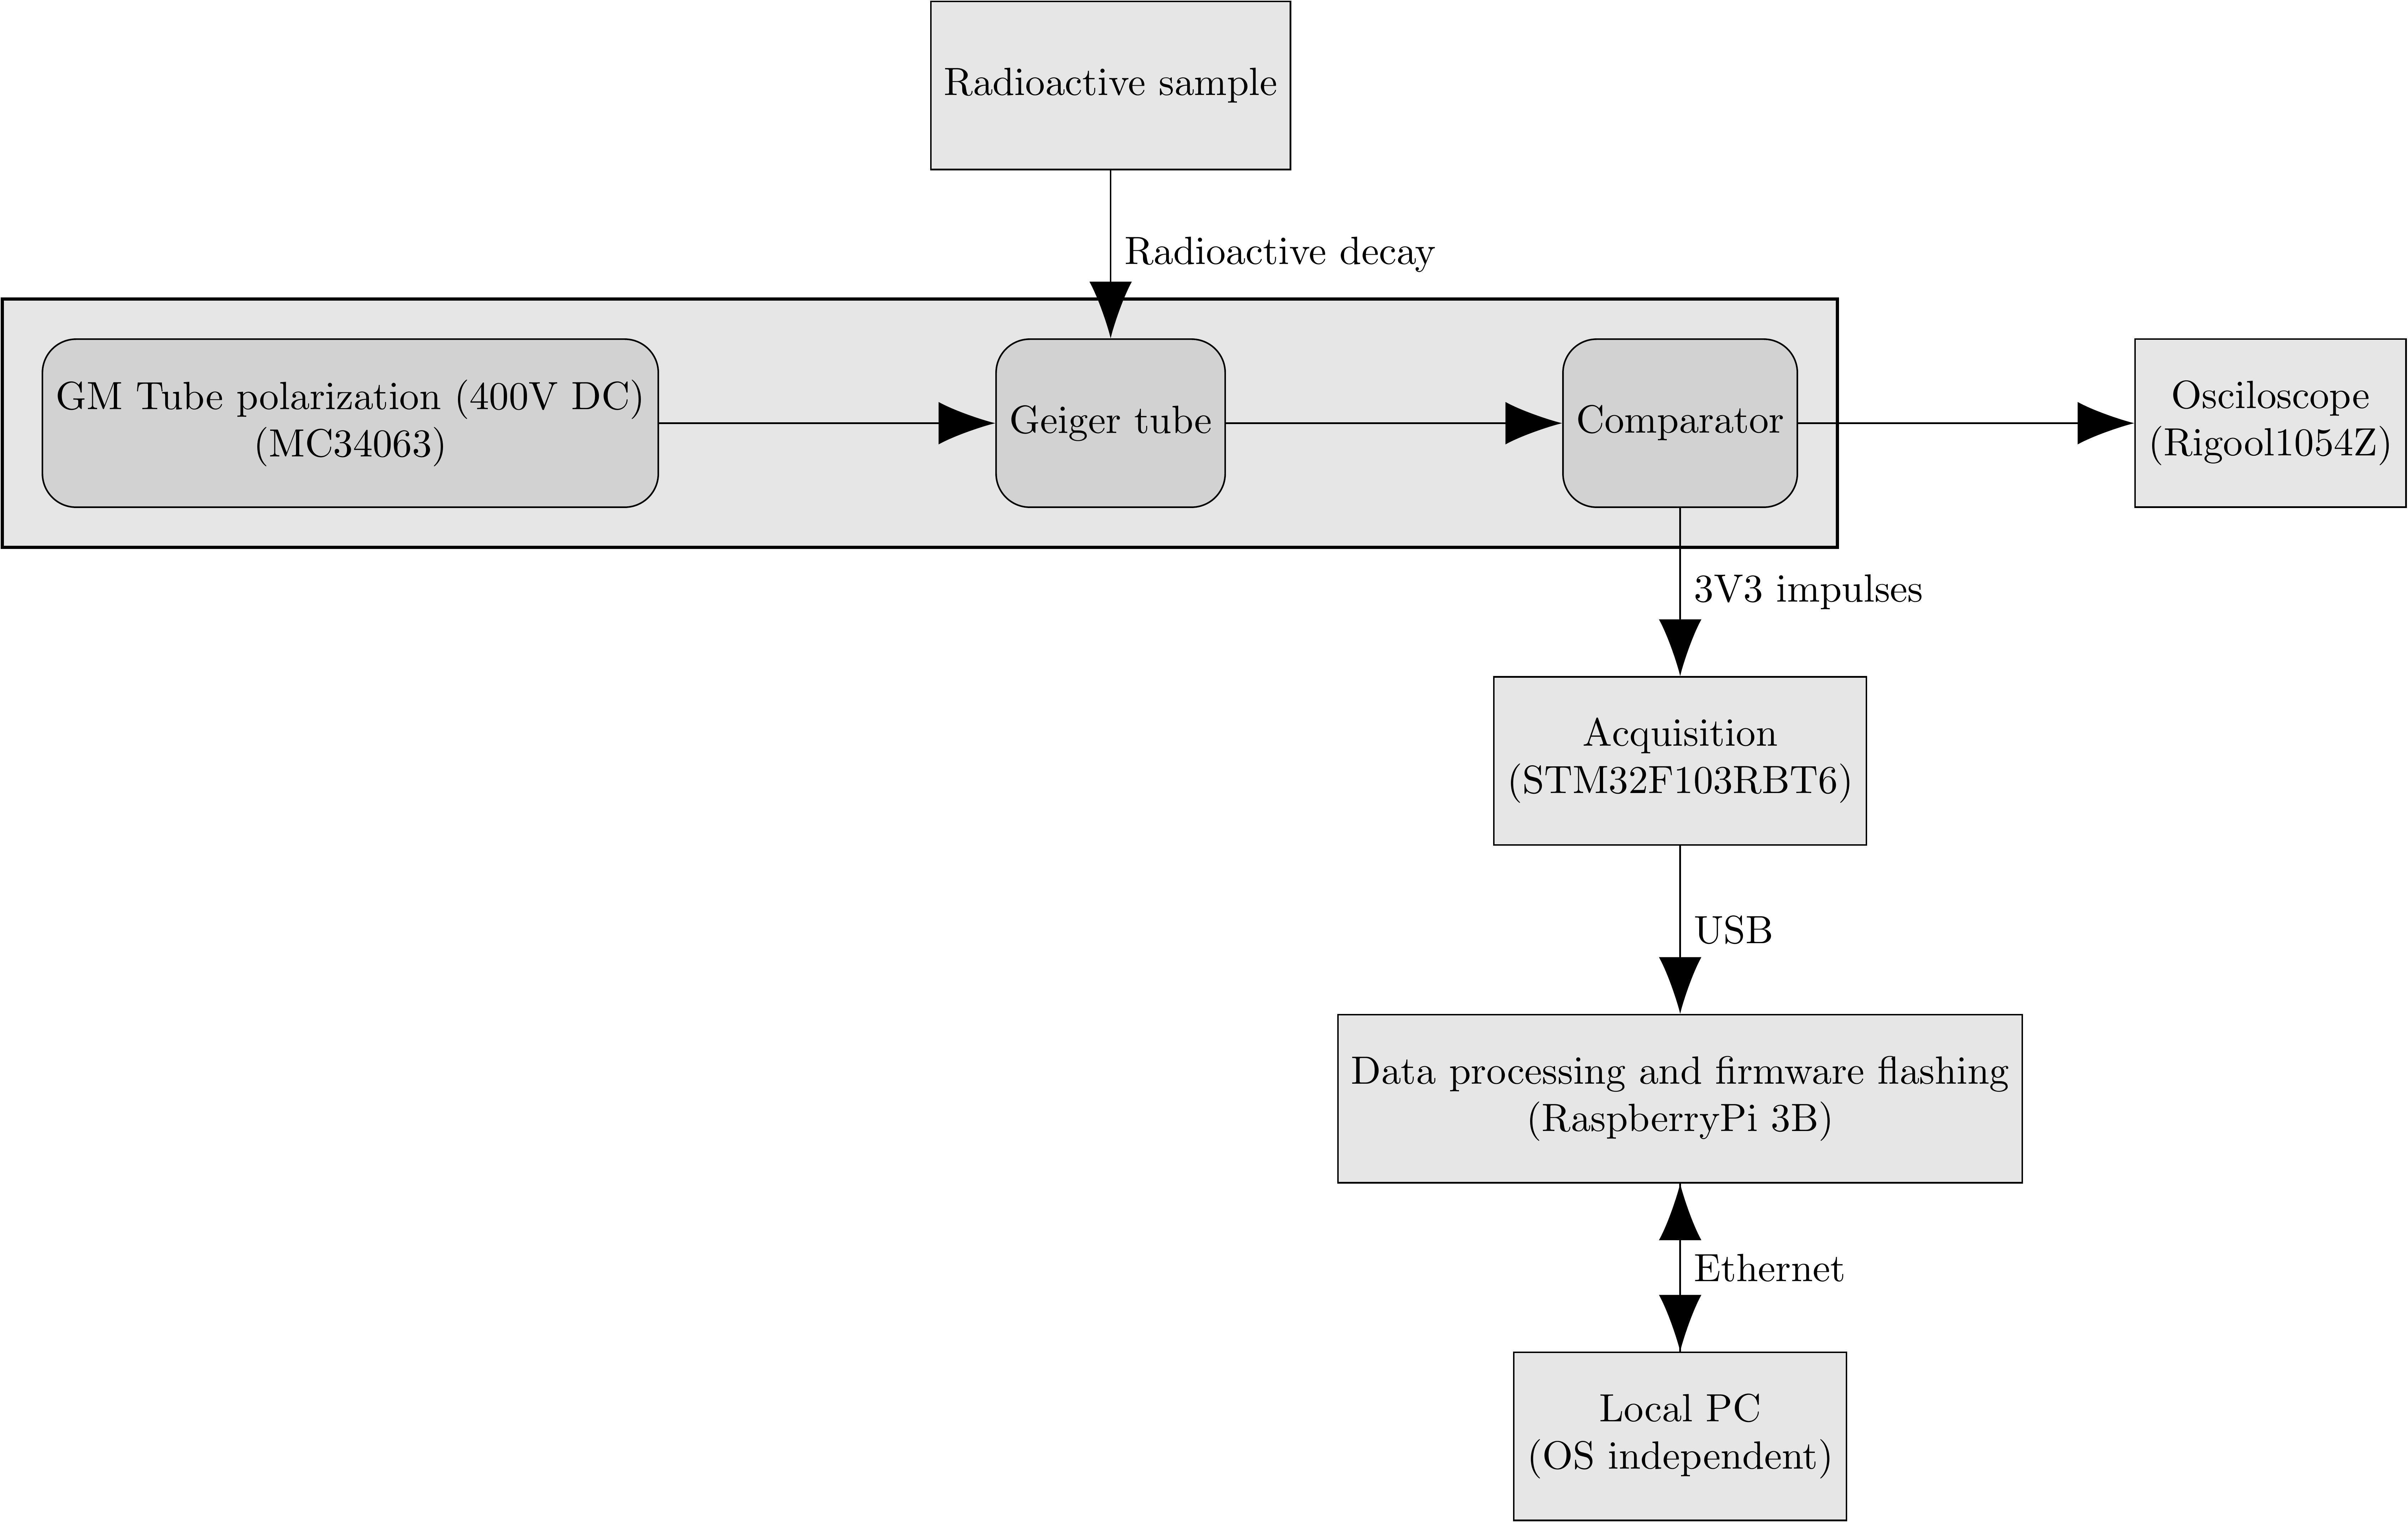 Radioactive sample
Radioactive decay
GM Tube polarization (400V DC)
(MC34063)
Geiger tube
Comparator
Osciloscope
(Rigool1054Z)
3V3 impulses
Acquisition
(STM32F103RBT6)
USB
Data processing and firmware flashing
(RaspberryPi 3B)
Ethernet
Local PC
(OS independent)